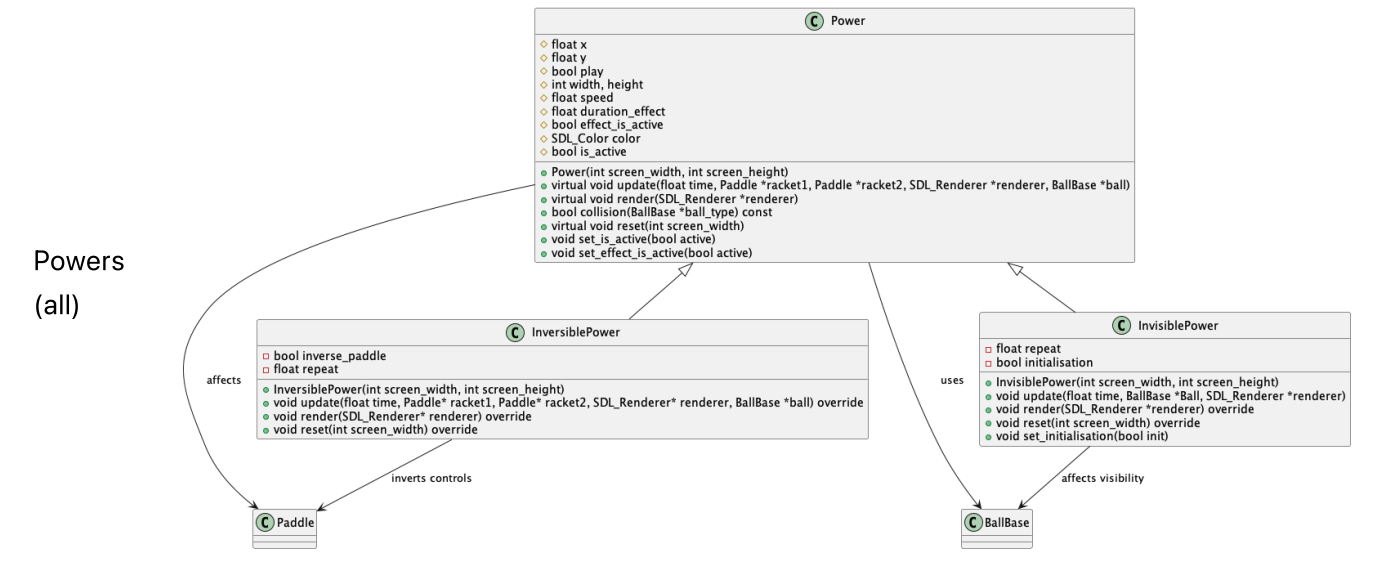 C Power
float x
float y
bool play
int width, height
float speed
float duration_effect
bool effect_is_active
SDL_Color color
bool is_active
Power(int screen_width, int screen_height)
virtual void update(float time, Paddle *racket1, Paddle *racket2, SDL_Renderer *renderer, BallBase *ball)
virtual void render(SDL_Renderer *renderer)
bool collision(BallBase *ball_type) const
virtual void reset(int screen_width)
void set_is_active(bool active)
void set_effect_is_active(bool active)
Powers
(all)
C InversiblePower
bool inverse_paddle
float repeat
InversiblePower(int screen_width, int screen_height)
void update(float time, Paddle* racket1, Paddle* racket2, SDL_Renderer* renderer, BallBase *ball) override
void render(SDL_Renderer* renderer) override
void reset(int screen_width) override
C InvisiblePower
float repeat
bool initialisation
InvisiblePower(int screen_width, int screen_height)
void update(float time, BallBase *Ball, SDL_Renderer *renderer)
void render(SDL_Renderer *renderer) override
void reset(int screen_width) override
void set_initialisation(bool init)
affects
uses
inverts controls
affects visibility
C Paddle
C BallBase